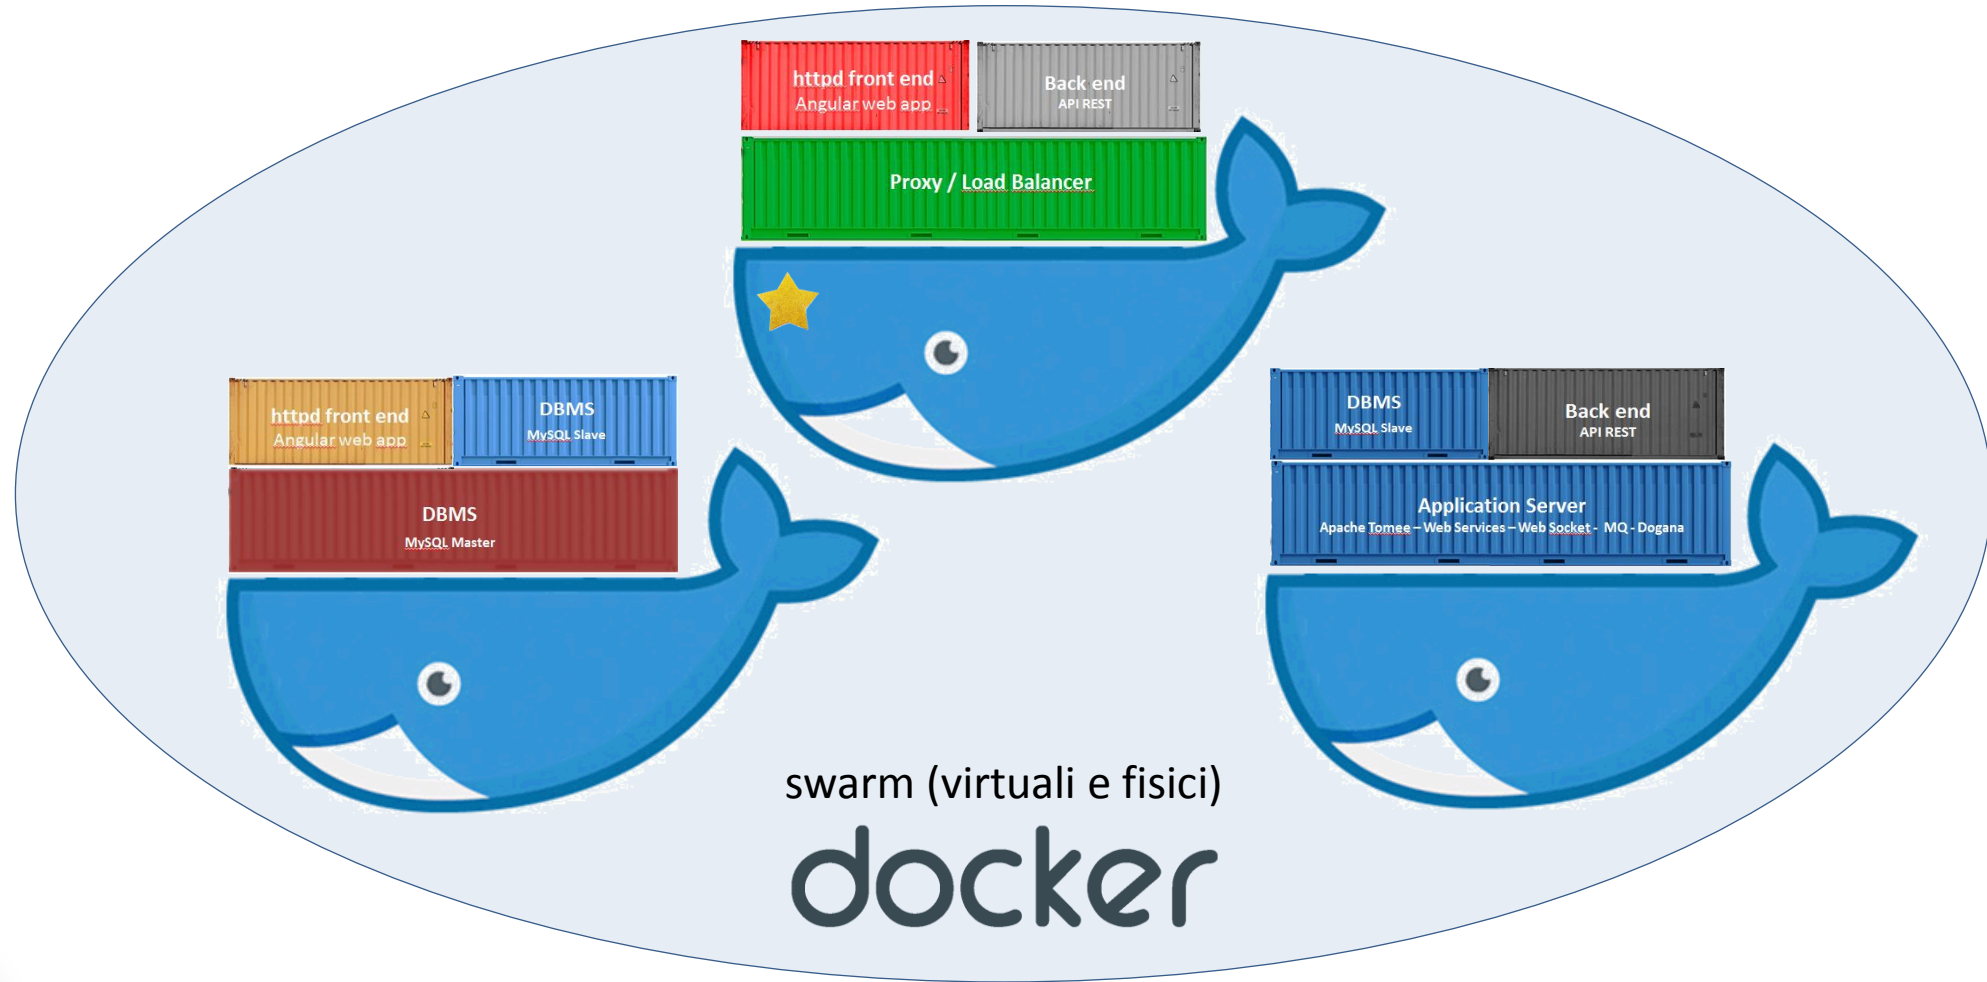 httpd front end
Angular web app
Back end
API REST
Proxy / Load Balancer
httpd front end
Angular web app
DBMS
MySQL Slave
DBMS
MySQL Master
DBMS
MySQL Slave
Back end
API REST
Application Server
Apache Tomee – Web Services – Web Socket - MQ - Dogana
swarm (virtuali e fisici)
docker